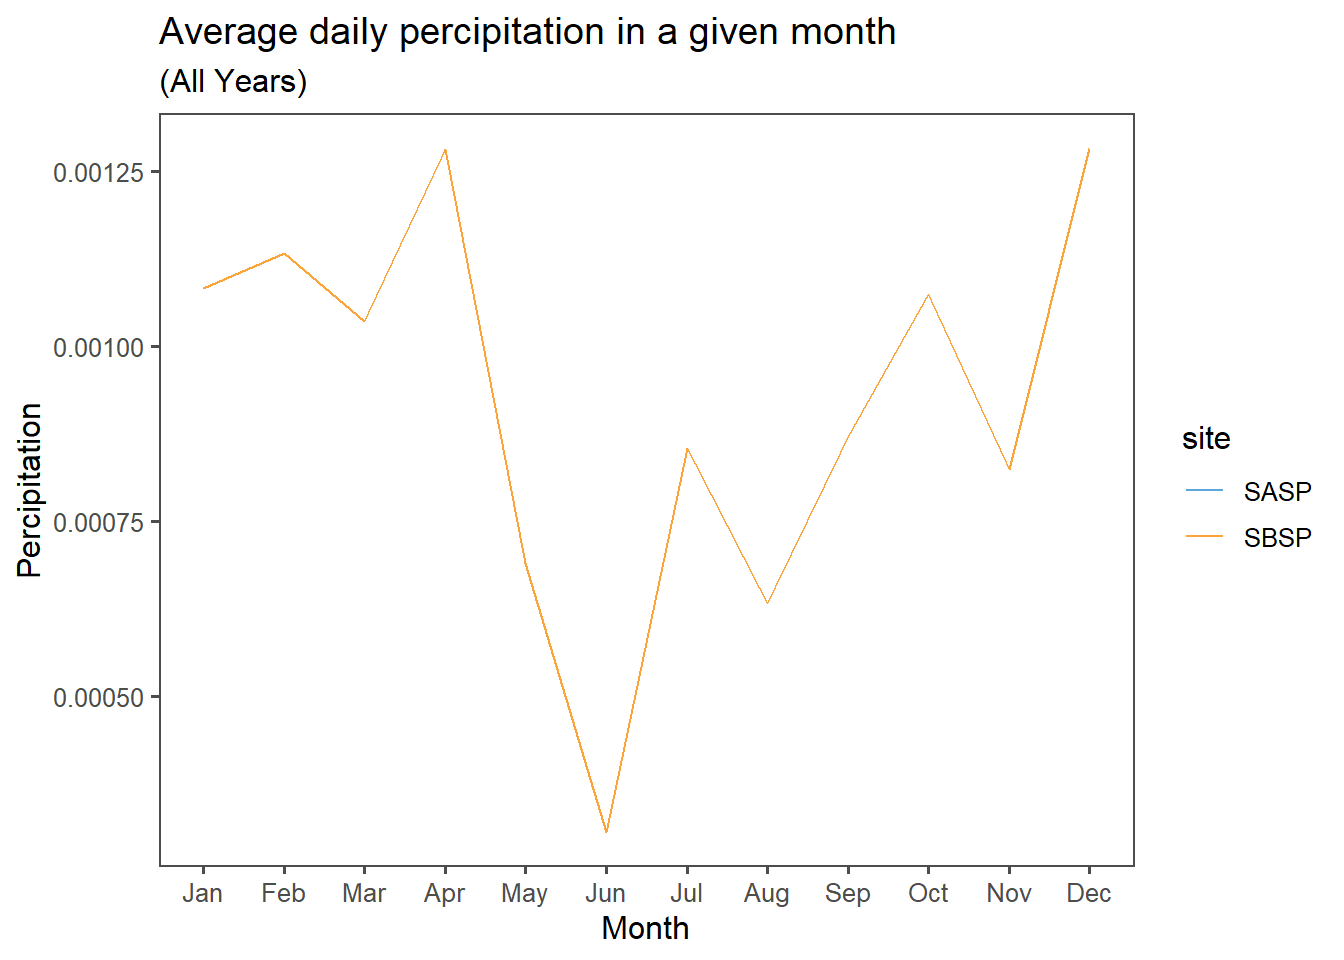 Average daily percipitation in a given month
(All Years)
0.00125
0.00100
0.00075
0.00050
Percipitation
Jan Feb Mar Apr May Jun Jul Aug Sep Oct Nov Dec
Month
site
SASP
SBSP